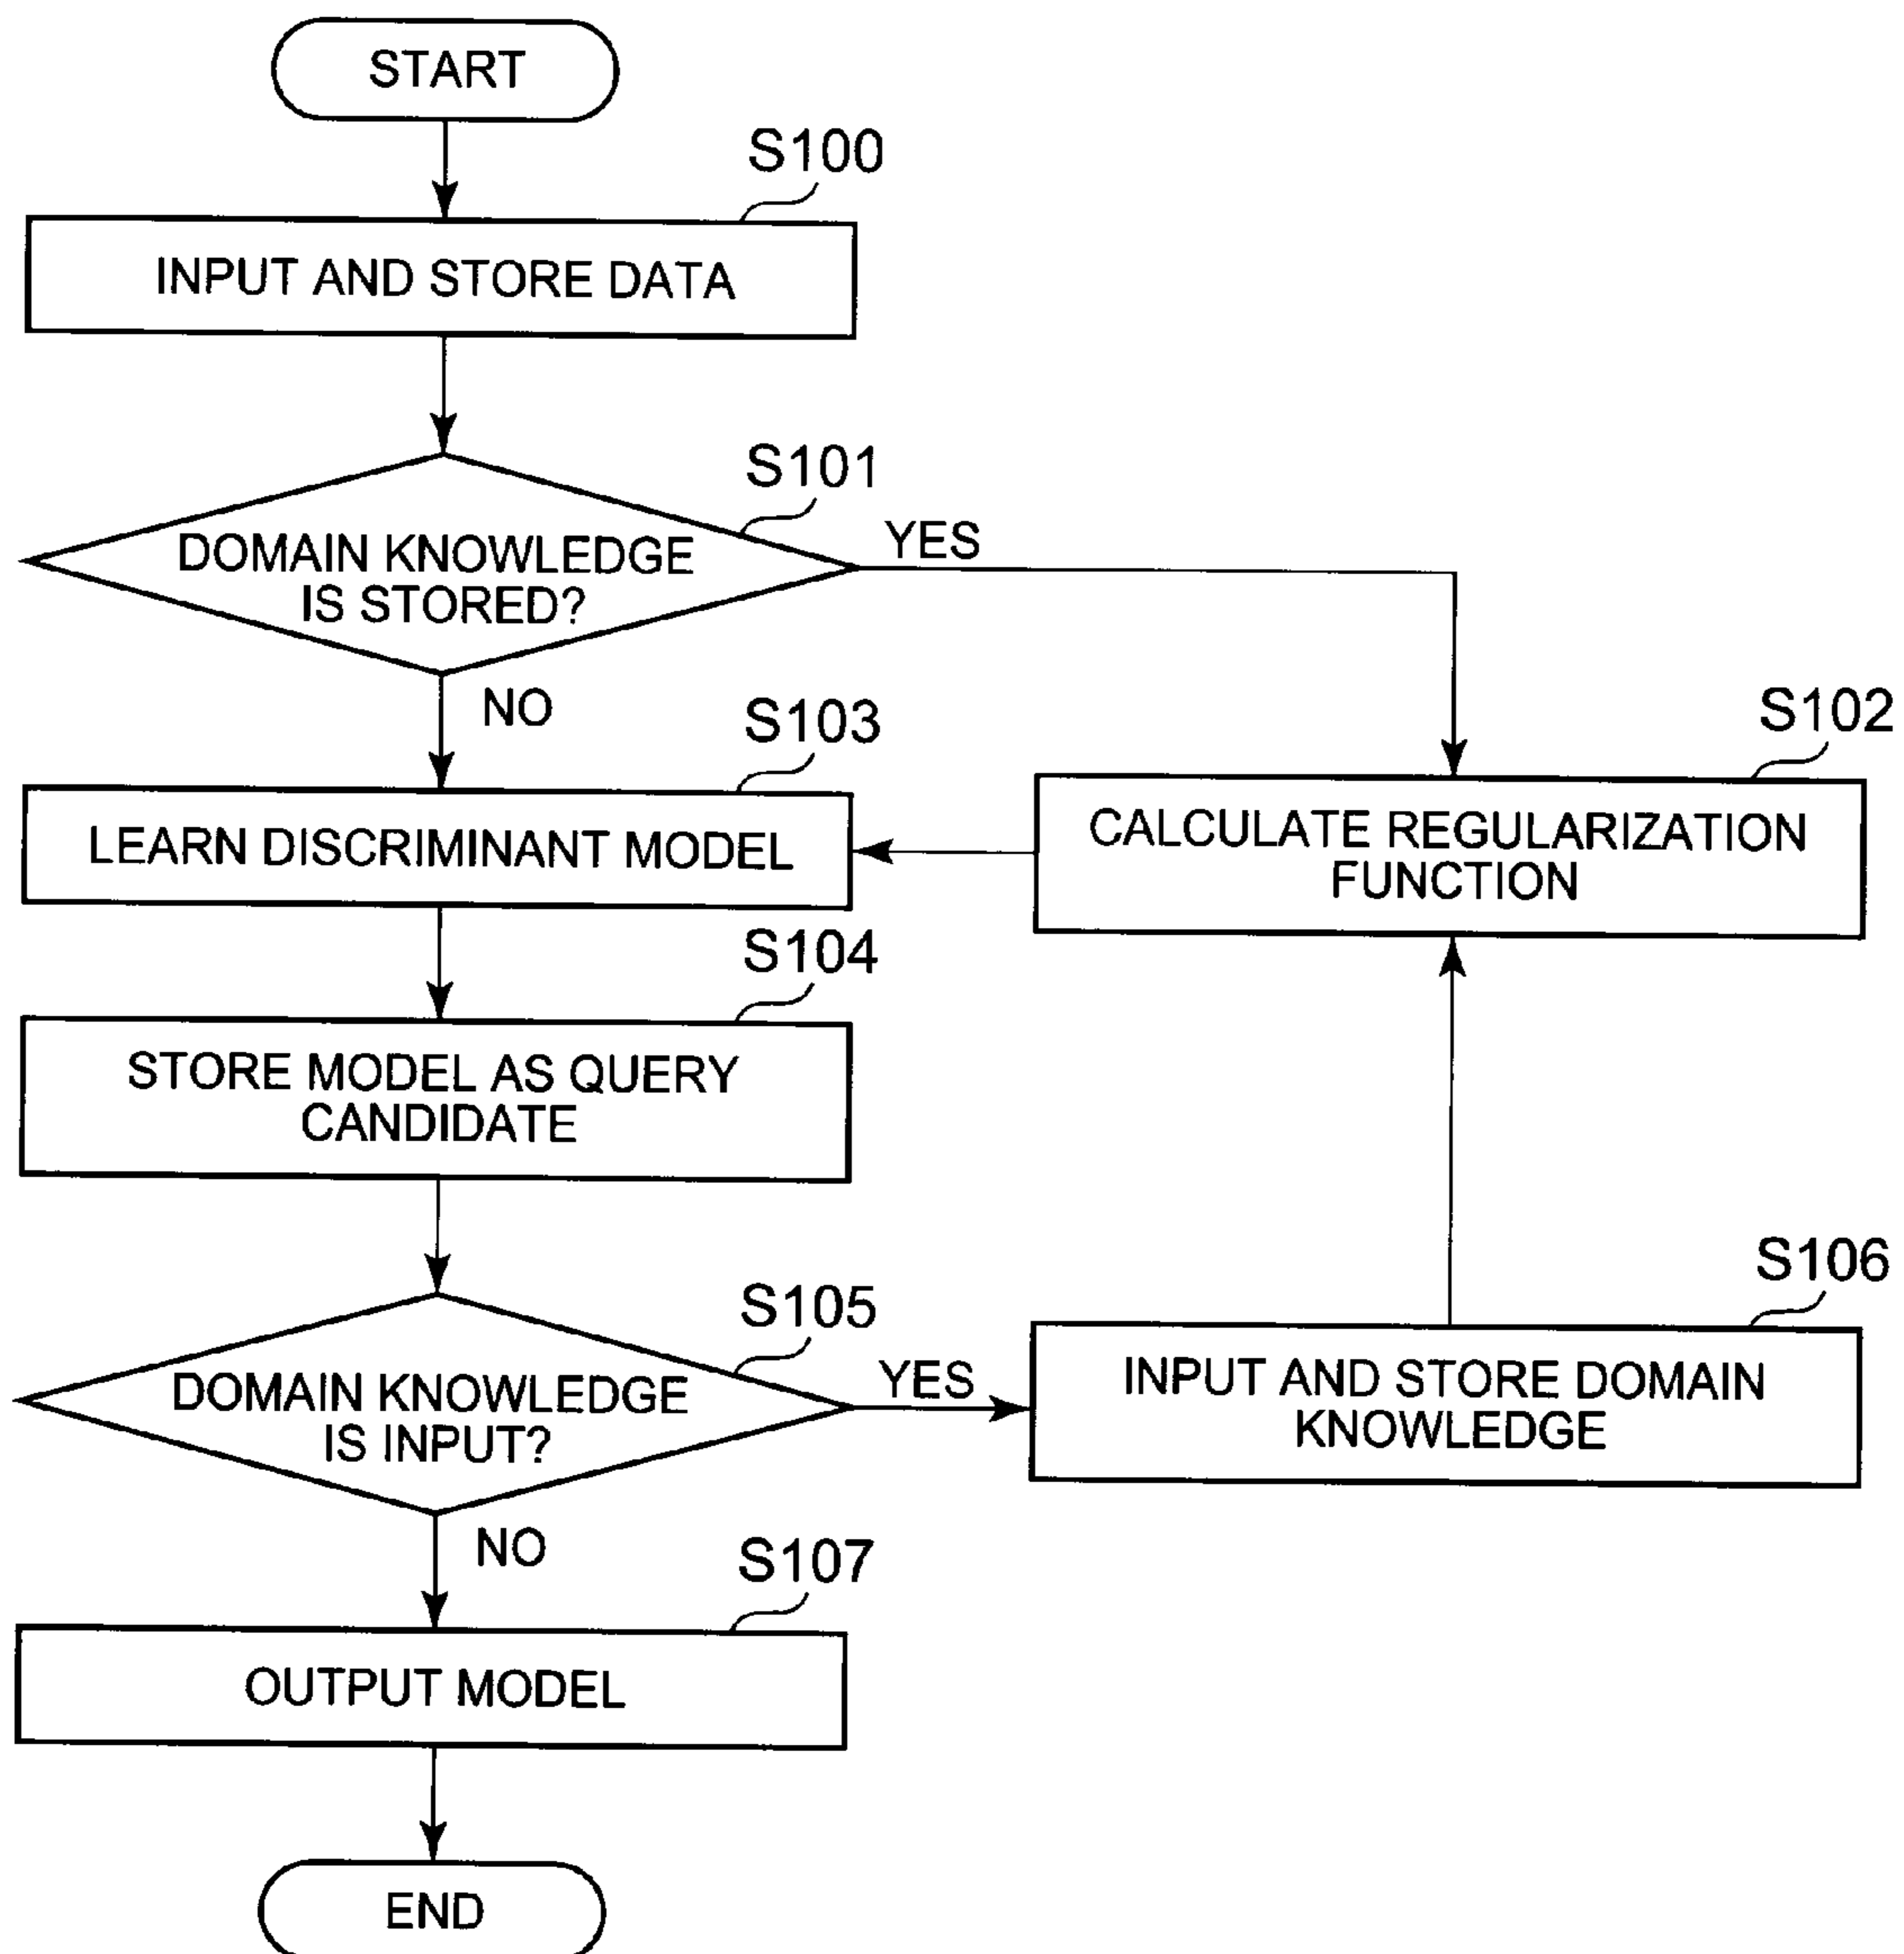 START
S100
INPUT AND STORE DATA
S101
DOMAIN KNOWLEDGE
IS STORED?
YES
NO
S103
LEARN DISCRIMINANT MODEL
S102
CALCULATE REGULARIZATION
FUNCTION
S104
STORE MODEL AS QUERY
CANDIDATE
S105
DOMAIN KNOWLEDGE
IS INPUT?
YES
S106
INPUT AND STORE DOMAIN
KNOWLEDGE
NO
S107
OUTPUT MODEL
END